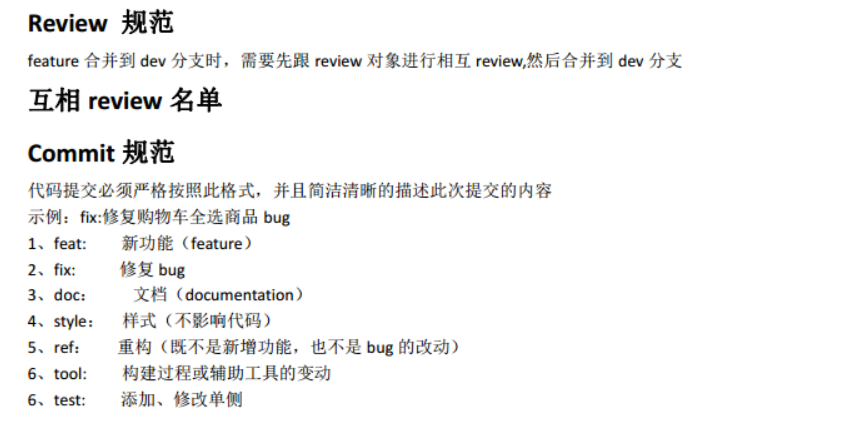 Review 规范
feature 合并到 dev 分支时，需要先跟 review 对象进行相互 review,然后合并到 dev 分支
互相 review 名单
Commit 规范
代码提交必须严格按照此格式，并且简洁清晰的描述此次提交的内容
示例：fix:修复购物车全选商品 bug
1、feat: 新功能（feature）
2、fix: 修复 bug
3、doc： 文档（documentation）
4、style： 样式（不影响代码）
5、ref： 重构（既不是新增功能，也不是 bug 的改动）
6、tool: 构建过程或辅助工具的变动
6、test: 添加、修改单侧